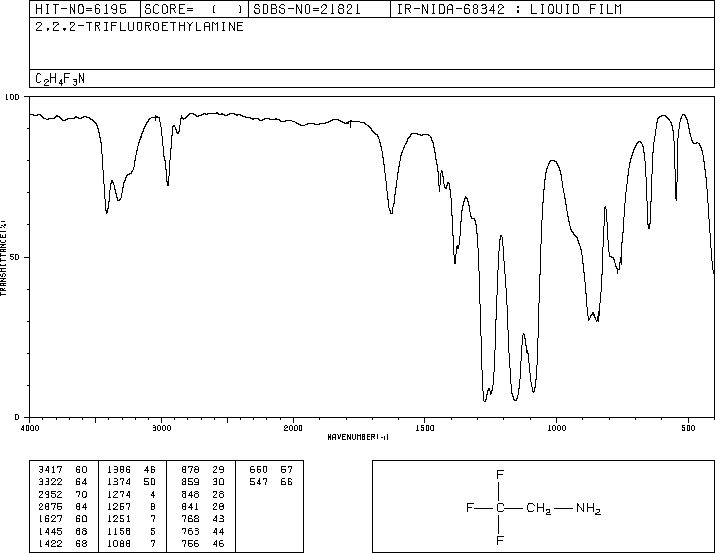 HIT-NO=6195 SCORE= ( ) SDBS-NO=21821 IR-NIDA-68342 : LIQUID FILM
2,2,2-TRIFLUOROETHYLAMINE
C2H4F3N
100
TRANSMITTANCE(%)
50
0
4000 3000 2000 1500 1000 500
WAVENUMBER(-1)
3417 60 1386 46 878 29 660 57
3322 64 1374 50 859 30 547 66
2952 70 1274 4 848 28
2875 84 1257 8 841 28
1627 60 1251 7 768 43
1445 68 1158 5 763 44
1422 68 1088 7 756 46
F
F—C—CH2—NH2
F